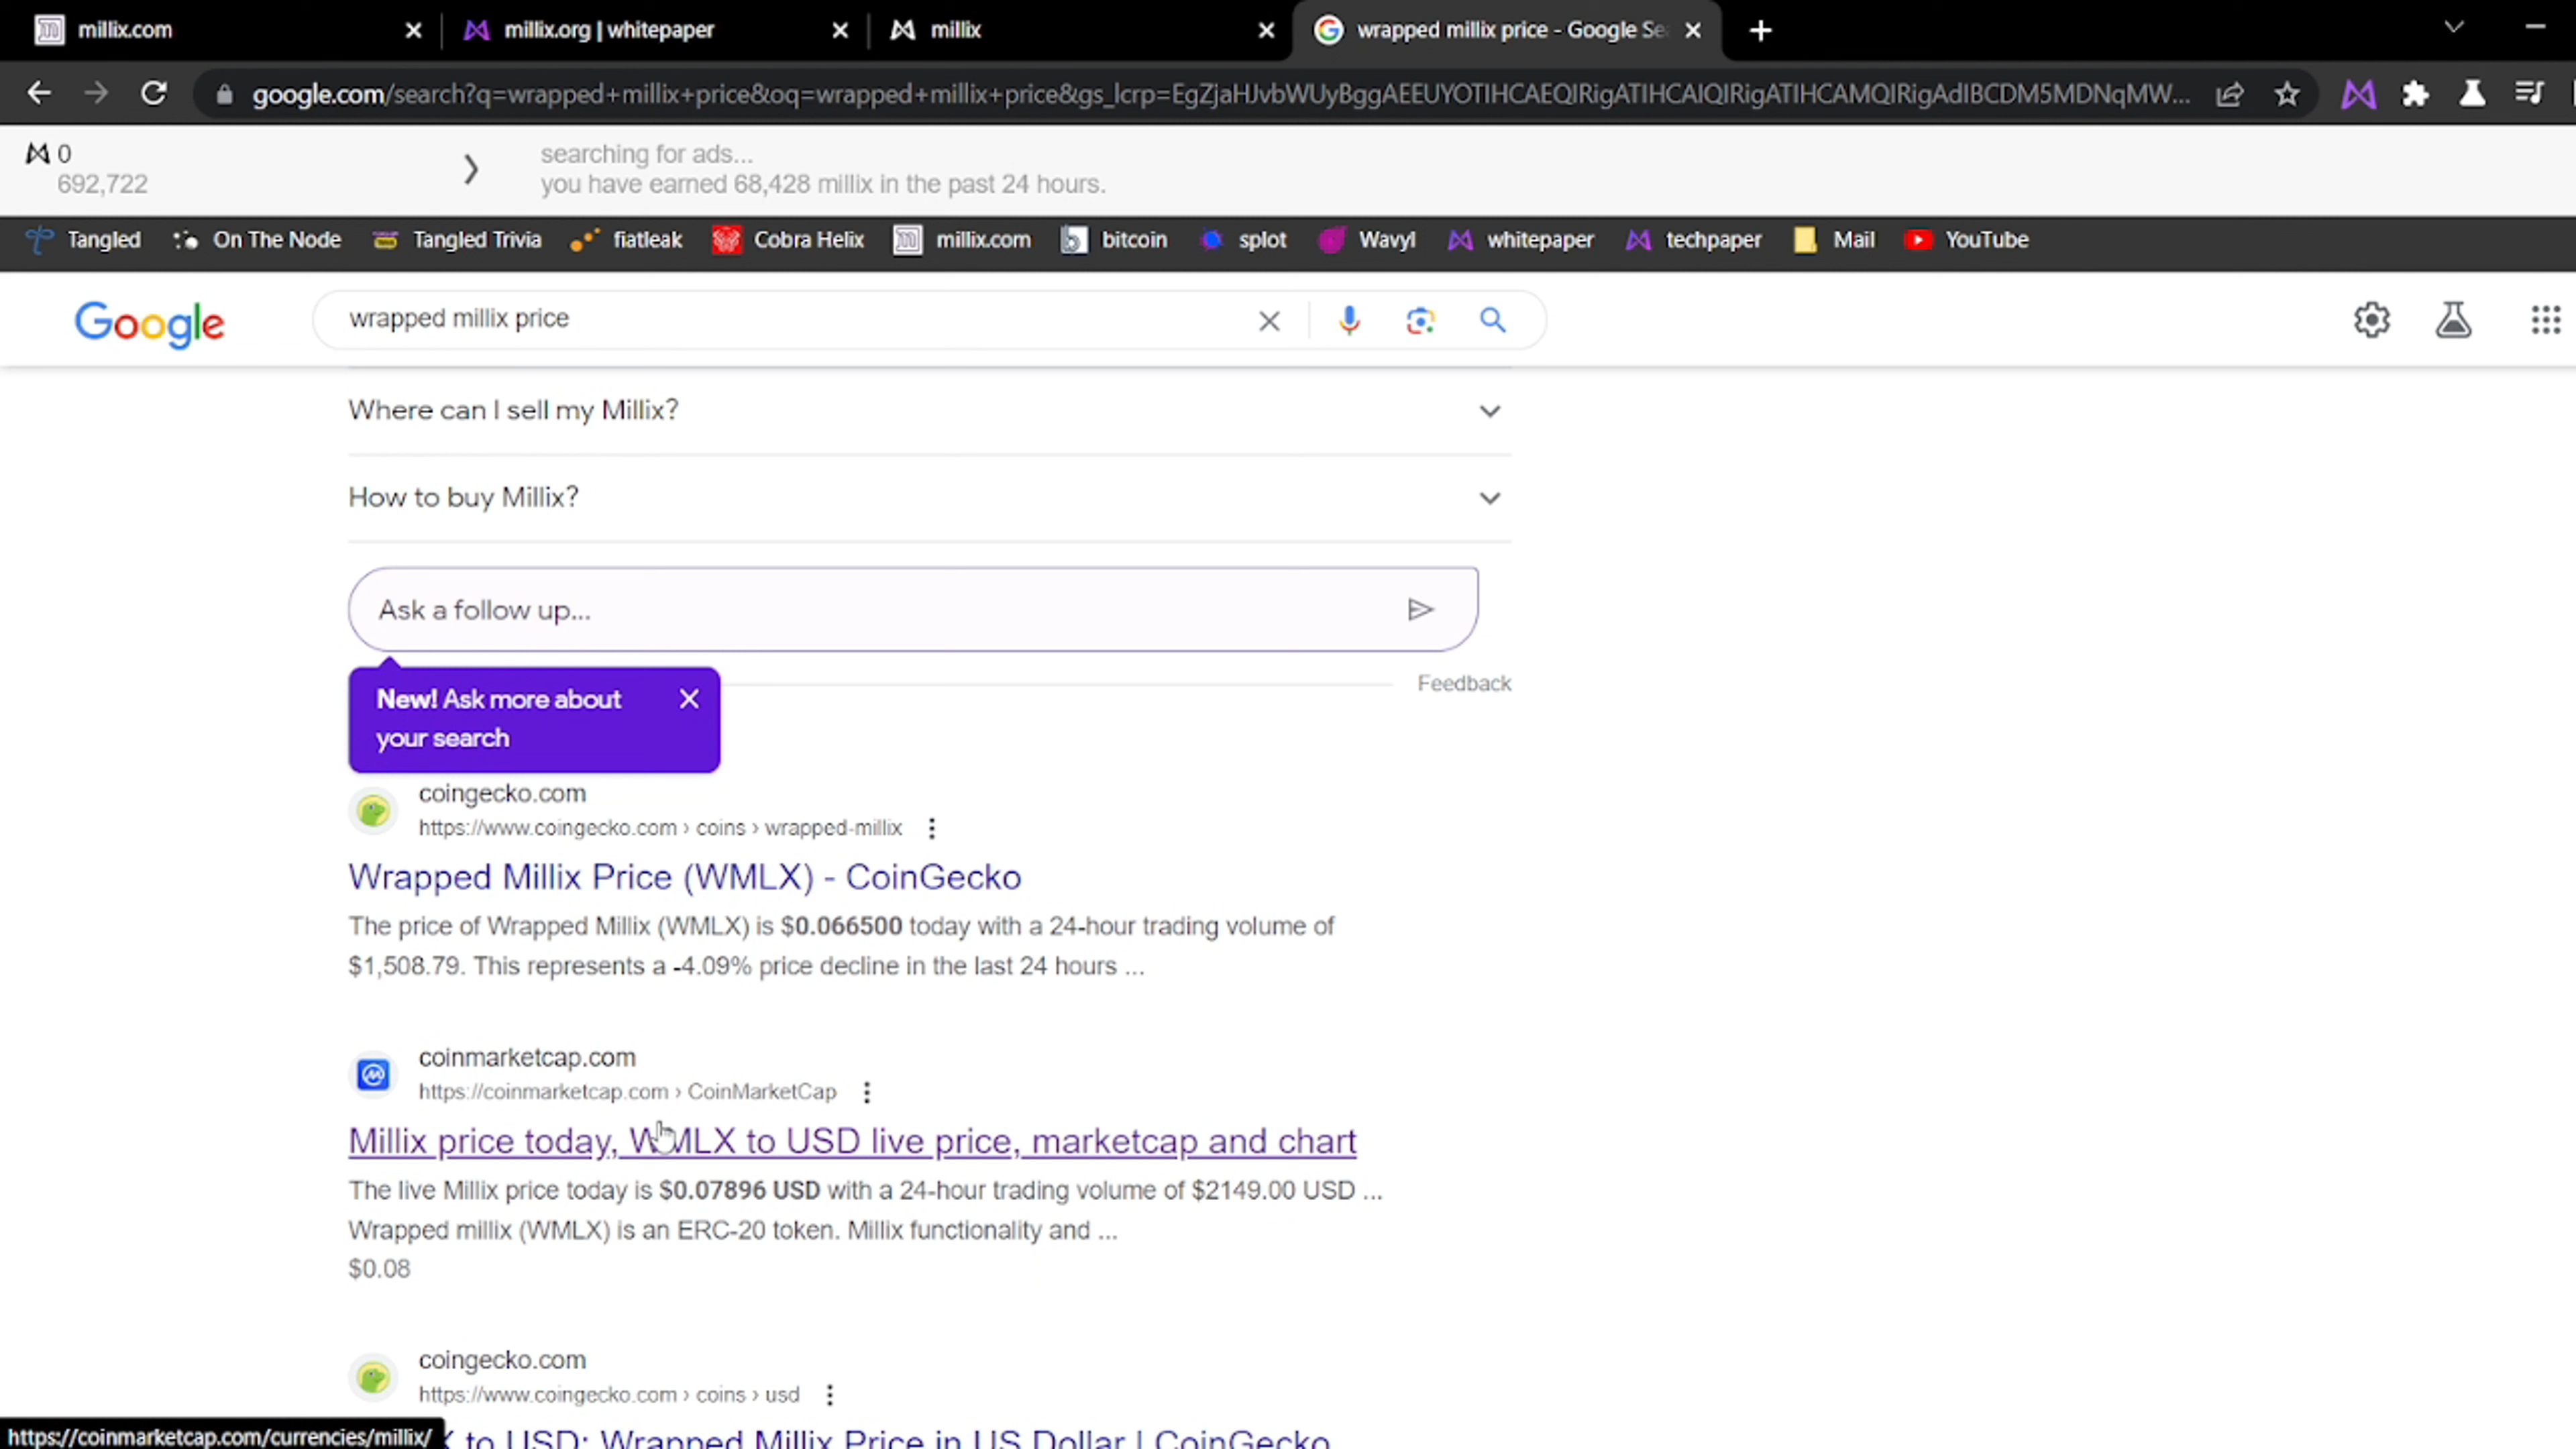 millix.com
millix.org | whitepaper
millix
wrapped millix price - Google Se
google.com/search?q=wrapped+millix+price&oq=wrapped+millix+price&gs_lcrp=EgZjaHJvbWUyBggAEEUYOTIHCAEQIRigATIHCAIQIRigATIHCAMQIRigAdIBCDM5MDNqMW...
0
692,722
searching for ads...
you have earned 68,428 millix in the past 24 hours.
Tangled On The Node Tangled Trivia fiatleak Cobra Helix millix.com bitcoin splot Wavyl whitepaper techpaper Mail YouTube
Google
wrapped millix price
Where can I sell my Millix?
How to buy Millix?
Ask a follow up...
Feedback
New! Ask more about
your search
coingecko.com
https://www.coingecko.com › coins › wrapped-millix
Wrapped Millix Price (WMLX) - CoinGecko
The price of Wrapped Millix (WMLX) is $0.066500 today with a 24-hour trading volume of
$1,508.79. This represents a -4.09% price decline in the last 24 hours ...
coinmarketcap.com
https://coinmarketcap.com › CoinMarketCap
Millix price today, WMLX to USD live price, marketcap and chart
The live Millix price today is $0.07896 USD with a 24-hour trading volume of $2149.00 USD ...
Wrapped millix (WMLX) is an ERC-20 token. Millix functionality and ...
$0.08
coingecko.com
https://www.coingecko.com › coins › usd
X to USD: Wrapped Millix Price in US Dollar | CoinGecko
https://coinmarketcap.com/currencies/millix/